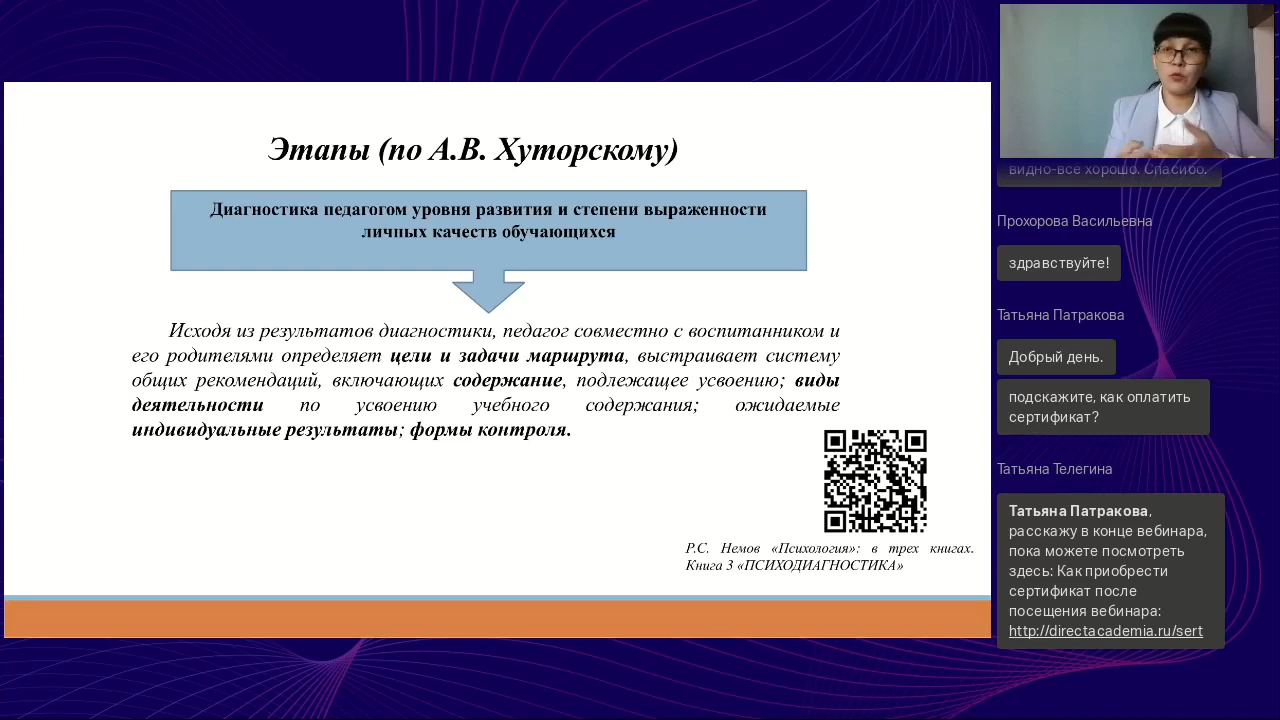 Этапы (по А.В. Хуторскому)
Диагностика педагогом уровня развития и степени выраженности
личных качеств обучающихся
Исходя из результатов диагностики, педагог совместно с воспитанником и
его родителями определяет цели и задачи маршрута, выстраивает систему
общих рекомендаций, включающих содержание, подлежащее усвоению; виды
деятельности по усвоению учебного содержания; ожидаемые
индивидуальные результаты; формы контроля.
Р.С. Немов «Психология»: в трех книгах.
Книга 3 «ПСИХОДИАГНОСТИКА»
видно-все хорошо. Спасибо.
Прохорова Васильевна
здравствуйте!
Татьяна Патракова
Добрый день.
подскажите, как оплатить
сертификат?
Татьяна Телегина
Татьяна Патракова,
расскажу в конце вебинара,
пока можете посмотреть
здесь: Как приобрести
сертификат после
посещения вебинара:
http://directacademia.ru/sert